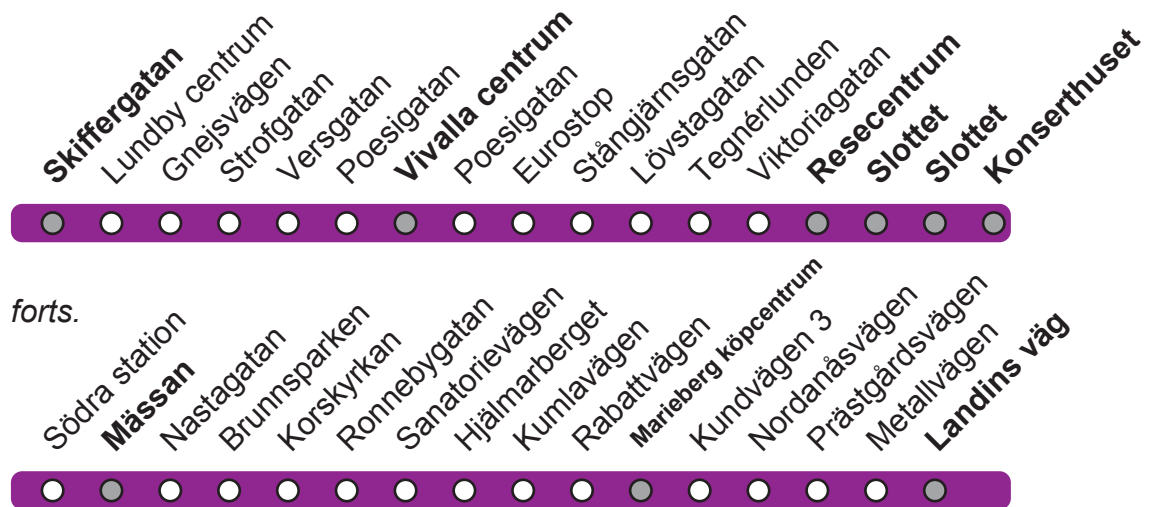 Skiffergatan
Lundby centrum
Gnejsvägen
Strofgatan
Versgatan
Poesigatan
Vivalla centrum
Poesigatan
Eurostop
Stångjärnsgatan
Lövstagatan
Tegnérlunden
Viktoriagatan
Resecentrum
Slottet
Slottet
Konserthuset
forts.
Södra station
Mässan
Nastagatan
Brunnsparken
Korskyrkan
Ronnebygatan
Sanatorievägen
Hjälmarberget
Kumlavägen
Rabattvägen
Marieberg köpcentrum
Kundvägen 3
Nordanåsvägen
Prästgårdsvägen
Metallvägen
Landins väg